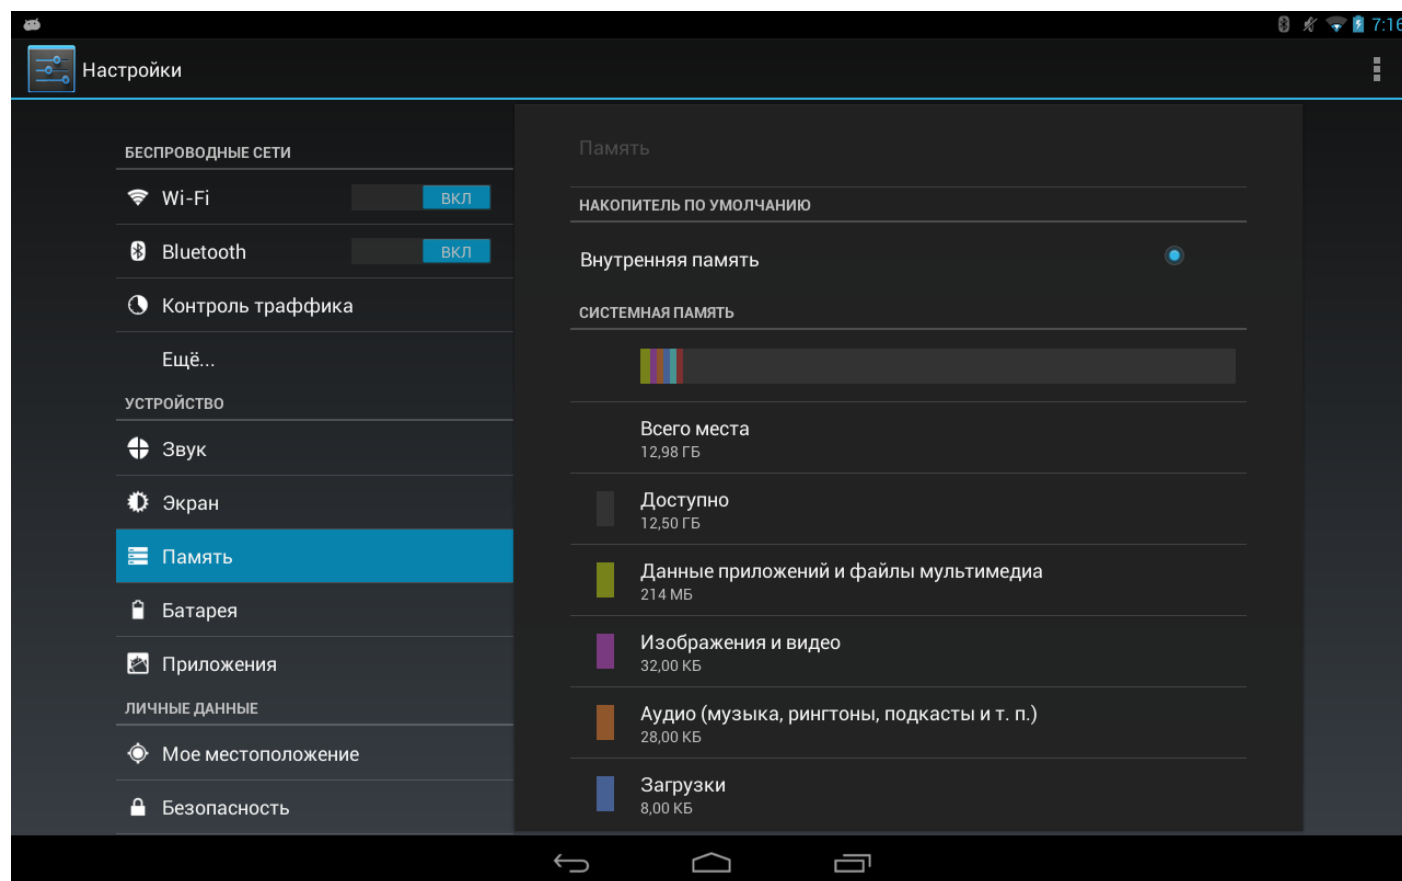 7:16
Настройки
БЕСПРОВОДНЫЕ СЕТИ
Wi-Fi
ВКЛ
Bluetooth
ВКЛ
Контроль траффика
Ещё...
УСТРОЙСТВО
Звук
Экран
Память
Батарея
Приложения
ЛИЧНЫЕ ДАННЫЕ
Мое местоположение
Безопасность
Память
НАКОПИТЕЛЬ ПО УМОЛЧАНИЮ
Внутренняя память
СИСТЕМНАЯ ПАМЯТЬ
Всего места
12,98 ГБ
Доступно
12,50 ГБ
Данные приложений и файлы мультимедиа
214 МБ
Изображения и видео
32,00 КБ
Аудио (музыка, рингтоны, подкасты и т. п.)
28,00 КБ
Загрузки
8,00 КБ